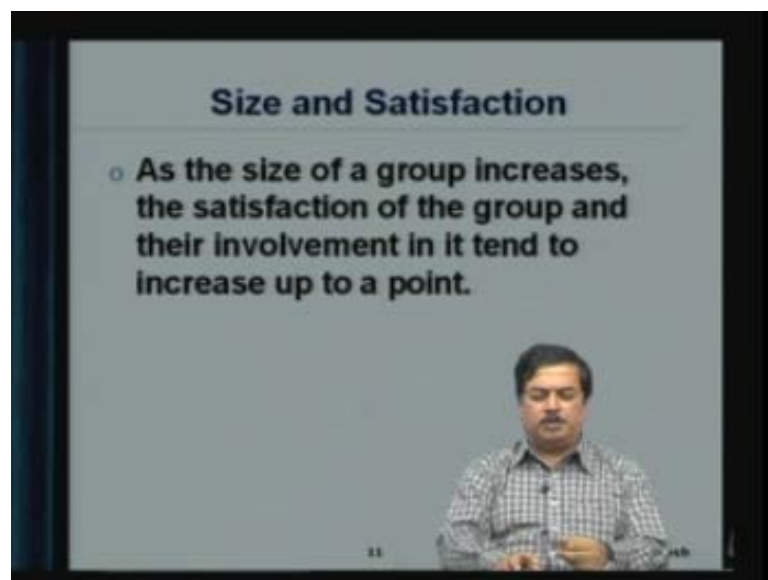 Size and Satisfaction
o As the size of a group increases,
the satisfaction of the group and
their involvement in it tend to
increase up to a point.
11